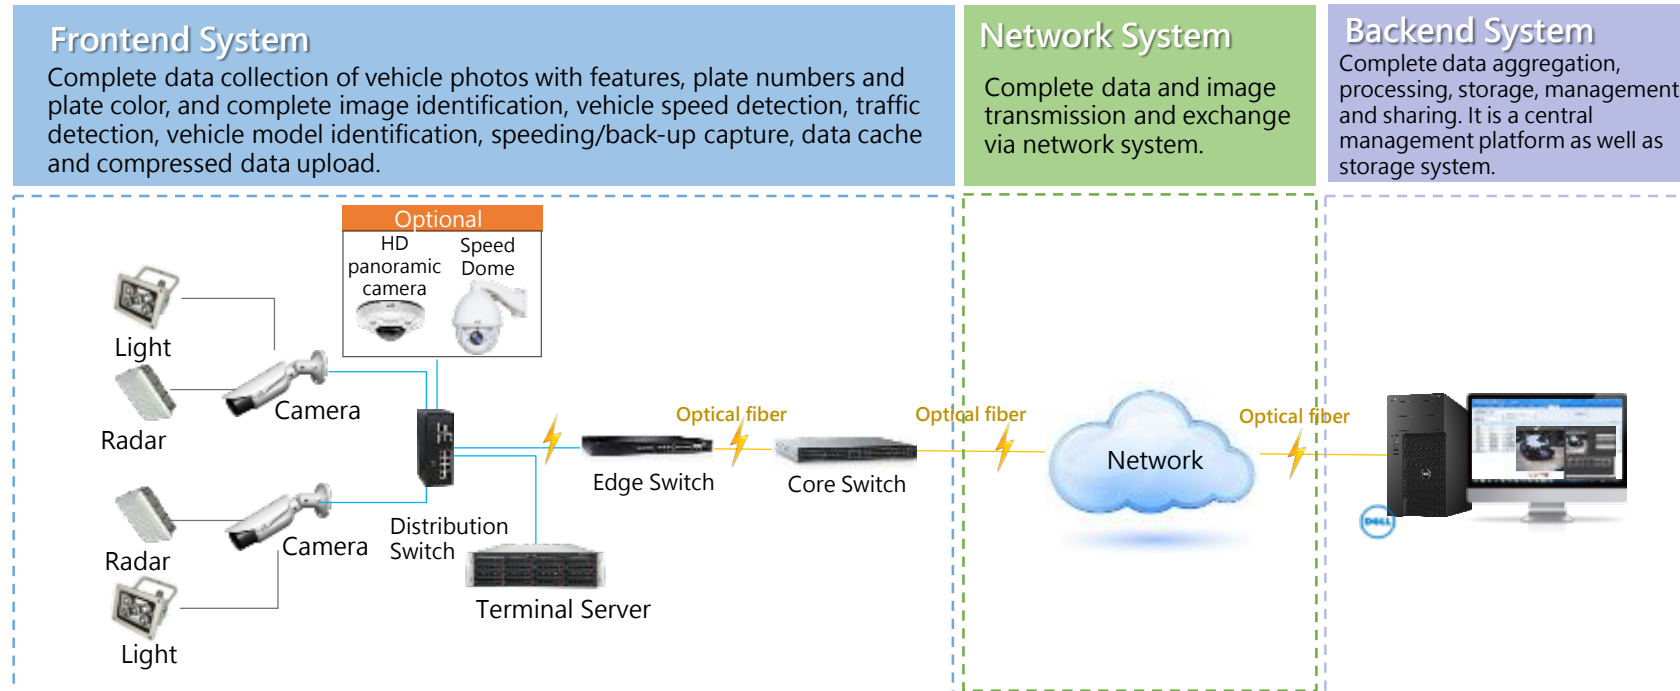 Frontend System
Complete data collection of vehicle photos with features, plate numbers and
plate color, and complete image identification, vehicle speed detection, traffic
detection, vehicle model identification, speeding/back-up capture, data cache
and compressed data upload.
Network System
Complete data and image
transmission and exchange
via network system.
Backend System
Complete data aggregation,
processing, storage, management
and sharing. It is a central
management platform as well as
storage system.
Optional
HD
panoramic
camera
Speed
Dome
Light
Radar
Camera
Radar
Camera
Light
Distribution
Switch
Terminal Server
Edge Switch
Optical fiber
Core Switch
Optical fiber
Network
Optical fiber
DELL